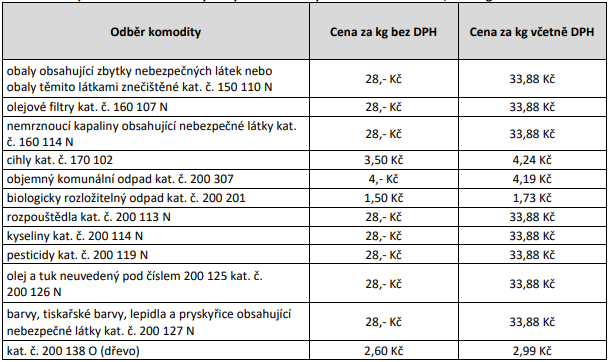 Odběr komodity Cena za kg bez DPH Cena za kg včetně DPH
obaly obsahující zbytky nebezpečných látek nebo
obaly těmito látkami znečištěné kat. č. 150 110 N 28,- Kč 33,88 Kč
olejové filtry kat. č. 160 107 N 28,- Kč 33,88 Kč
nemrznoucí kapaliny obsahující nebezpečné látky kat.
č. 160 114 N 28,- Kč 33,88 Kč
cihly kat. č. 170 102 3,50 Kč 4,24 Kč
objemný komunální odpad kat. č. 200 307 4,- Kč 4,19 Kč
biologicky rozložitelný odpad kat. č. 200 201 1,50 Kč 1,73 Kč
rozpouštědla kat. č. 200 113 N 28,- Kč 33,88 Kč
kyseliny kat. č. 200 114 N 28,- Kč 33,88 Kč
pesticidy kat. č. 200 119 N 28,- Kč 33,88 Kč
olej a tuk neuvedený pod číslem 200 125 kat. č.
200 126 N 28,- Kč 33,88 Kč
barvy, tiskařské barvy, lepidla a pryskyřice obsahující
nebezpečné látky kat. č. 200 127 N 28,- Kč 33,88 Kč
kat. č. 200 138 O (dřevo) 2,60 Kč 2,99 Kč